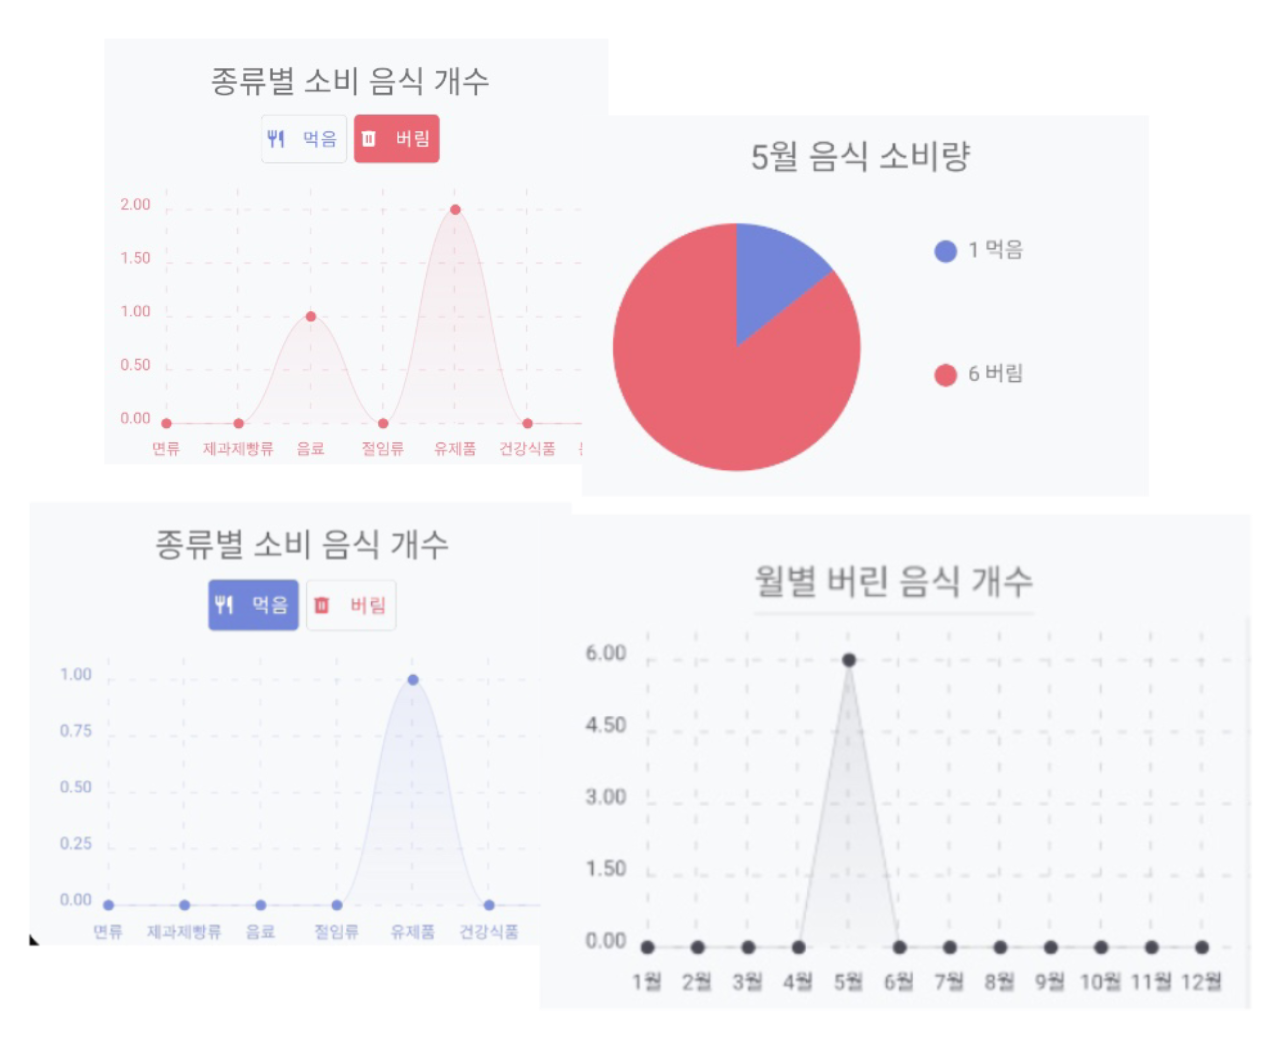 종류별 소비 음식 개수
먹음 버림
2.00
1.50
1.00
0.50
0.00
면류 제과제빵류 음료 절임류 유제품 건강식품
5월 음식 소비량
1 먹음
6 버림
종류별 소비 음식 개수
먹음 버림
1.00
0.75
0.50
0.25
0.00
면류 제과제빵류 음료 절임류 유제품 건강식품
월별 버린 음식 개수
6.00
4.50
3.00
1.50
0.00
1월 2월 3월 4월 5월 6월 7월 8월 9월 10월 11월 12월